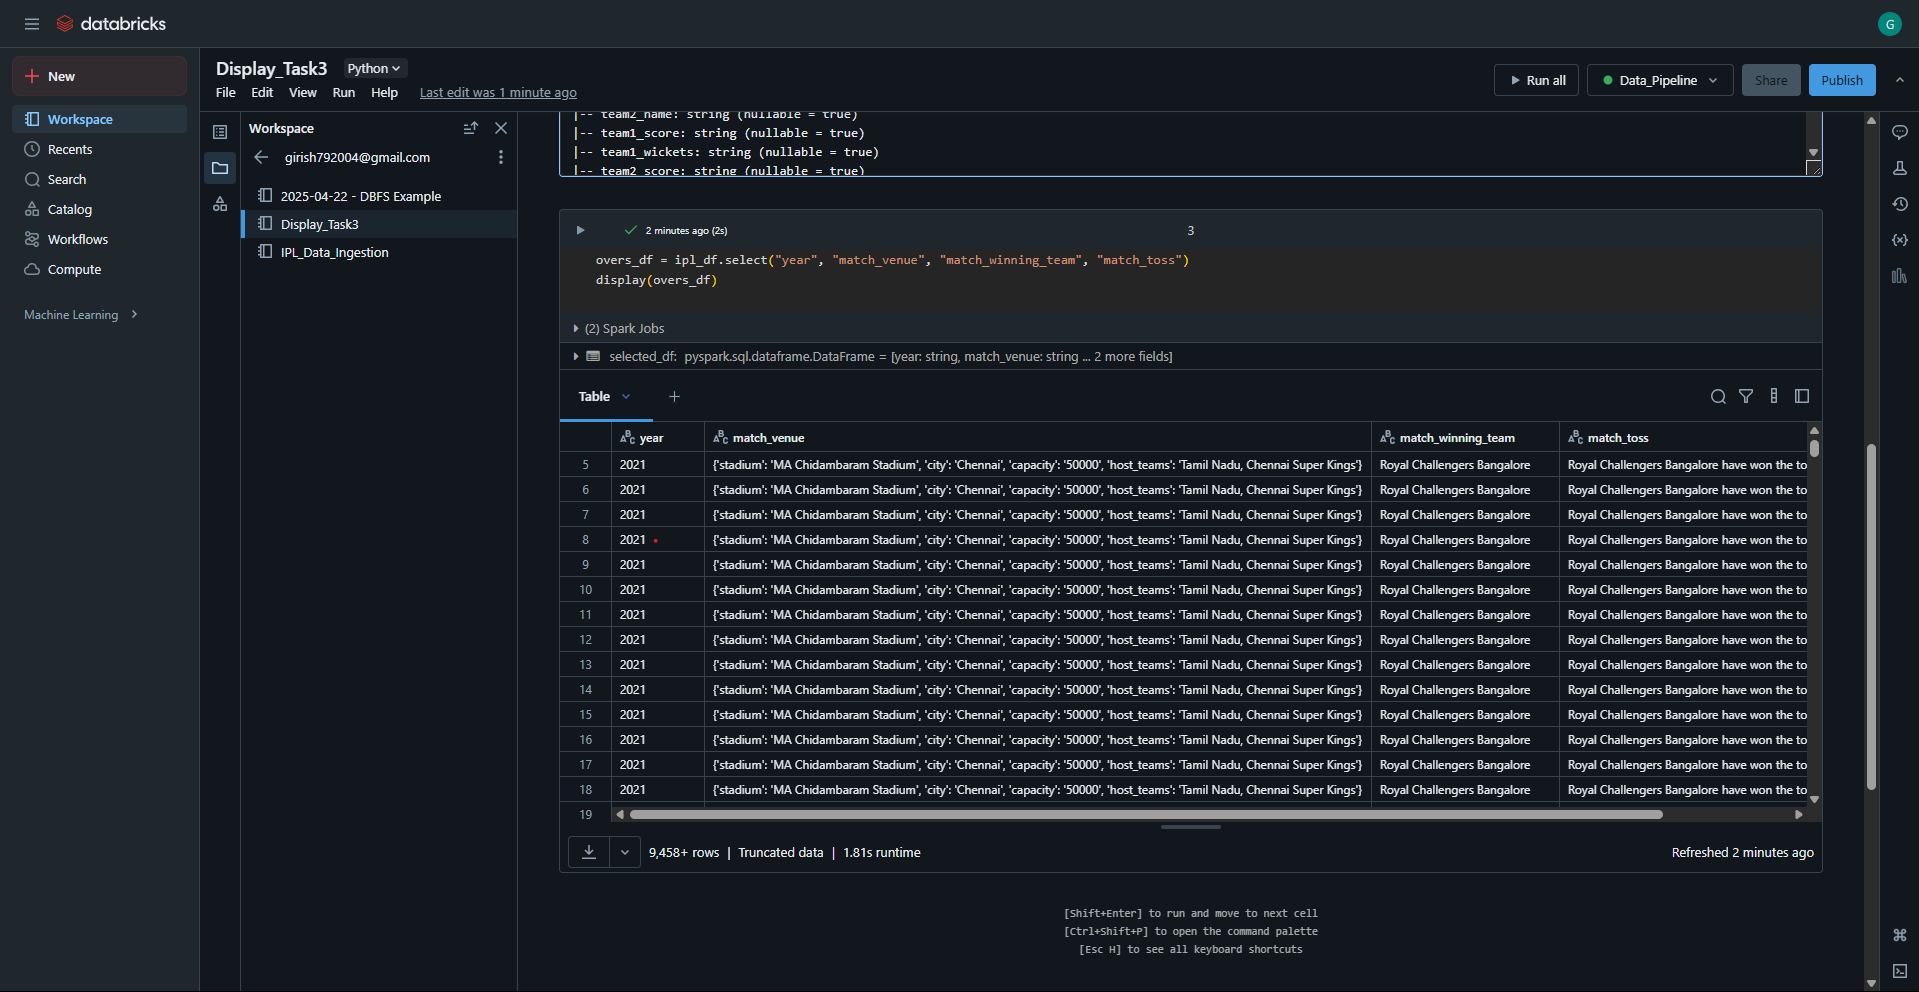 databricks
G
New
Workspace
Recents
Search
Catalog
Workflows
Compute
Machine Learning
Display_Task3 Python
File Edit View Run Help Last edit was 1 minute ago
Run all Data_Pipeline Share Publish
Workspace
girish792004@gmail.com
2025-04-22 - DBFS Example
Display_Task3
IPL_Data_Ingestion
|-- team2_name: string (nullable = true)
|-- team1_score: string (nullable = true)
|-- team1_wickets: string (nullable = true)
|-- team2 score: string (nullable = true)
2 minutes ago (2s) 3
overs_df = ipl_df.select("year", "match_venue", "match_winning_team", "match_toss")
display(overs_df)
(2) Spark Jobs
selected_df: pyspark.sql.dataframe.DataFrame = [year: string, match_venue: string ... 2 more fields]
Table
year match_venue match_winning_team match_toss
5 2021 {'stadium': 'MA Chidambaram Stadium', 'city': 'Chennai', 'capacity': '50000', 'host_teams': 'Tamil Nadu, Chennai Super Kings'} Royal Challengers Bangalore Royal Challengers Bangalore have won the to
6 2021 {'stadium': 'MA Chidambaram Stadium', 'city': 'Chennai', 'capacity': '50000', 'host_teams': 'Tamil Nadu, Chennai Super Kings'} Royal Challengers Bangalore Royal Challengers Bangalore have won the to
7 2021 {'stadium': 'MA Chidambaram Stadium', 'city': 'Chennai', 'capacity': '50000', 'host_teams': 'Tamil Nadu, Chennai Super Kings'} Royal Challengers Bangalore Royal Challengers Bangalore have won the to
8 2021 {'stadium': 'MA Chidambaram Stadium', 'city': 'Chennai', 'capacity': '50000', 'host_teams': 'Tamil Nadu, Chennai Super Kings'} Royal Challengers Bangalore Royal Challengers Bangalore have won the to
9 2021 {'stadium': 'MA Chidambaram Stadium', 'city': 'Chennai', 'capacity': '50000', 'host_teams': 'Tamil Nadu, Chennai Super Kings'} Royal Challengers Bangalore Royal Challengers Bangalore have won the to
10 2021 {'stadium': 'MA Chidambaram Stadium', 'city': 'Chennai', 'capacity': '50000', 'host_teams': 'Tamil Nadu, Chennai Super Kings'} Royal Challengers Bangalore Royal Challengers Bangalore have won the to
11 2021 {'stadium': 'MA Chidambaram Stadium', 'city': 'Chennai', 'capacity': '50000', 'host_teams': 'Tamil Nadu, Chennai Super Kings'} Royal Challengers Bangalore Royal Challengers Bangalore have won the to
12 2021 {'stadium': 'MA Chidambaram Stadium', 'city': 'Chennai', 'capacity': '50000', 'host_teams': 'Tamil Nadu, Chennai Super Kings'} Royal Challengers Bangalore Royal Challengers Bangalore have won the to
13 2021 {'stadium': 'MA Chidambaram Stadium', 'city': 'Chennai', 'capacity': '50000', 'host_teams': 'Tamil Nadu, Chennai Super Kings'} Royal Challengers Bangalore Royal Challengers Bangalore have won the to
14 2021 {'stadium': 'MA Chidambaram Stadium', 'city': 'Chennai', 'capacity': '50000', 'host_teams': 'Tamil Nadu, Chennai Super Kings'} Royal Challengers Bangalore Royal Challengers Bangalore have won the to
15 2021 {'stadium': 'MA Chidambaram Stadium', 'city': 'Chennai', 'capacity': '50000', 'host_teams': 'Tamil Nadu, Chennai Super Kings'} Royal Challengers Bangalore Royal Challengers Bangalore have won the to
16 2021 {'stadium': 'MA Chidambaram Stadium', 'city': 'Chennai', 'capacity': '50000', 'host_teams': 'Tamil Nadu, Chennai Super Kings'} Royal Challengers Bangalore Royal Challengers Bangalore have won the to
17 2021 {'stadium': 'MA Chidambaram Stadium', 'city': 'Chennai', 'capacity': '50000', 'host_teams': 'Tamil Nadu, Chennai Super Kings'} Royal Challengers Bangalore Royal Challengers Bangalore have won the to
18 2021 {'stadium': 'MA Chidambaram Stadium', 'city': 'Chennai', 'capacity': '50000', 'host_teams': 'Tamil Nadu, Chennai Super Kings'} Royal Challengers Bangalore Royal Challengers Bangalore have won the to
19
9,458+ rows | Truncated data | 1.81s runtime Refreshed 2 minutes ago
[Shift+Enter] to run and move to next cell
[Ctrl+Shift+P] to open the command palette
[Esc H] to see all keyboard shortcuts